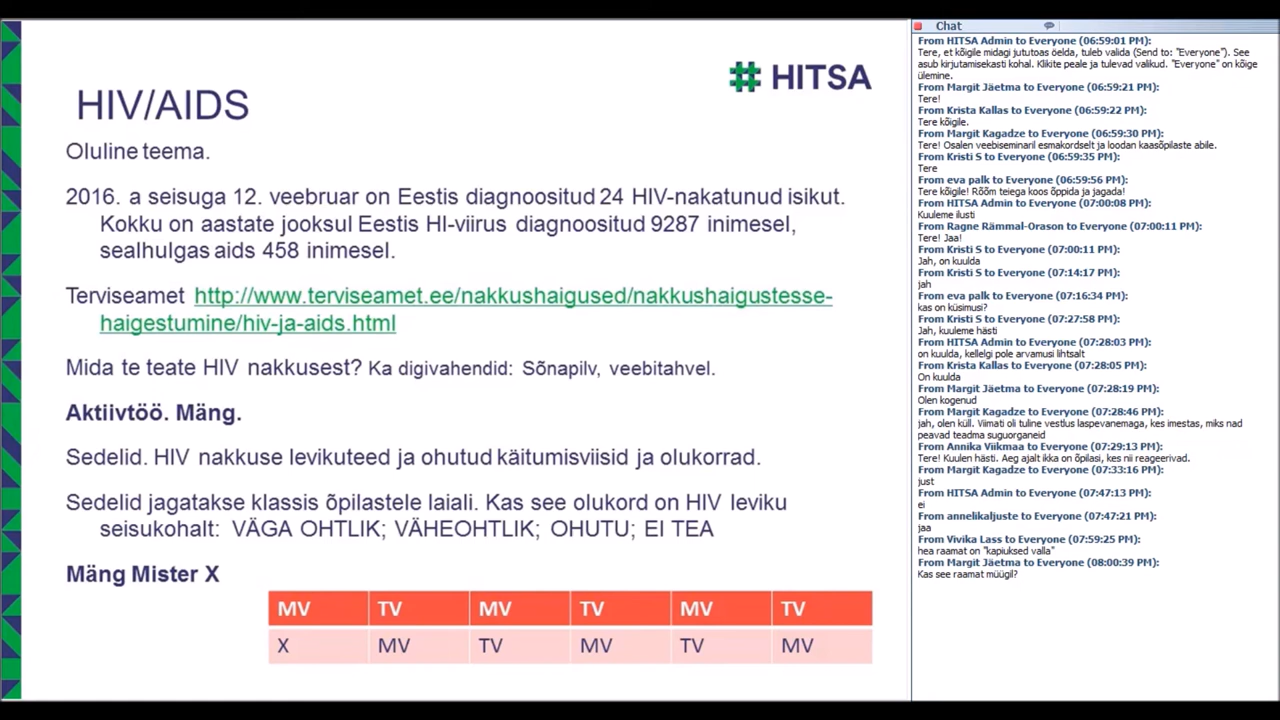 HITSA
HIV/AIDS
Oluline teema.
2016. a seisuga 12. veebruar on Eestis diagnoositud 24 HIV-nakatunud isikut.
Kokku on aastate jooksul Eestis HI-viirus diagnoositud 9287 inimesel,
sealhulgas aids 458 inimesel.
Terviseamet http://www.terviseamet.ee/nakkushaigused/nakkushaigustesse-
haigestumine/hiv-ja-aids.html
Mida te teate HIV nakkusest? Ka digivahendid: Sõnapilv, veebitahvel.
Aktiivtöö. Mäng.
Sedelid. HIV nakkuse levikuteed ja ohutud käitumisviisid ja olukorrad.
Sedelid jagatakse klassis õpilastele laiali. Kas see olukord on HIV leviku
seisukohalt: VÄGA OHTLIK; VÄHEOHTLIK; OHUTU; EI TEA
Mäng Mister X
MV TV MV TV MV TV
X MV TV MV TV MV
Chat
From HITSA Admin to Everyone (06:59:01 PM):
Tere, et kõigile midagi jututoas öelda, tuleb valida (Send to: "Everyone"). See
asub kirjutamisekasti kohal. Klikite peale ja tulevad valikud. "Everyone" on kõige
ülemine.
From Margit Jäetma to Everyone (06:59:21 PM):
Tere!
From Krista Kallas to Everyone (06:59:22 PM):
Tere kõigile.
From Margit Kagadze to Everyone (06:59:30 PM):
Tere! Osalen veebiseminaril esmakordselt ja loodan kaasõpilaste abile.
From Kristi S to Everyone (06:59:35 PM):
Tere
From eva palk to Everyone (06:59:56 PM):
Tere kõigile! Rõõm teiega koos õppida ja jagada!
From HITSA Admin to Everyone (07:00:08 PM):
Kuuleme ilusti
From Ragne Rämmal-Orason to Everyone (07:00:11 PM):
Tere! Jaa!
From Kristi S to Everyone (07:00:11 PM):
Jah, on kuulda
From Kristi S to Everyone (07:14:17 PM):
jah
From eva palk to Everyone (07:16:34 PM):
kas on küsimusi?
From Kristi S to Everyone (07:27:58 PM):
Jah, kuuleme hästi
From HITSA Admin to Everyone (07:28:03 PM):
on kuulda, kellelgi pole arvamusi lihtsalt
From Krista Kallas to Everyone (07:28:05 PM):
On kuulda
From Margit Jäetma to Everyone (07:28:19 PM):
Olen kogenud
From Margit Kagadze to Everyone (07:28:46 PM):
jah, olen küll. Viimati oli tuline vestlus laspevanemaga, kes imestas, miks nad
peavad teadma suguorganeid
From Annika Viikmaa to Everyone (07:29:13 PM):
Tere! Kuulen hästi. Aeg ajalt ikka on õpilasi, kes nii reageerivad.
From Margit Kagadze to Everyone (07:33:16 PM):
just
From HITSA Admin to Everyone (07:47:13 PM):
ei
From annelikaljuste to Everyone (07:47:21 PM):
jaa
From Vivika Lass to Everyone (07:59:25 PM):
hea raamat on "kapiuksed valla"
From Margit Jäetma to Everyone (08:00:39 PM):
Kas see raamat müügil?